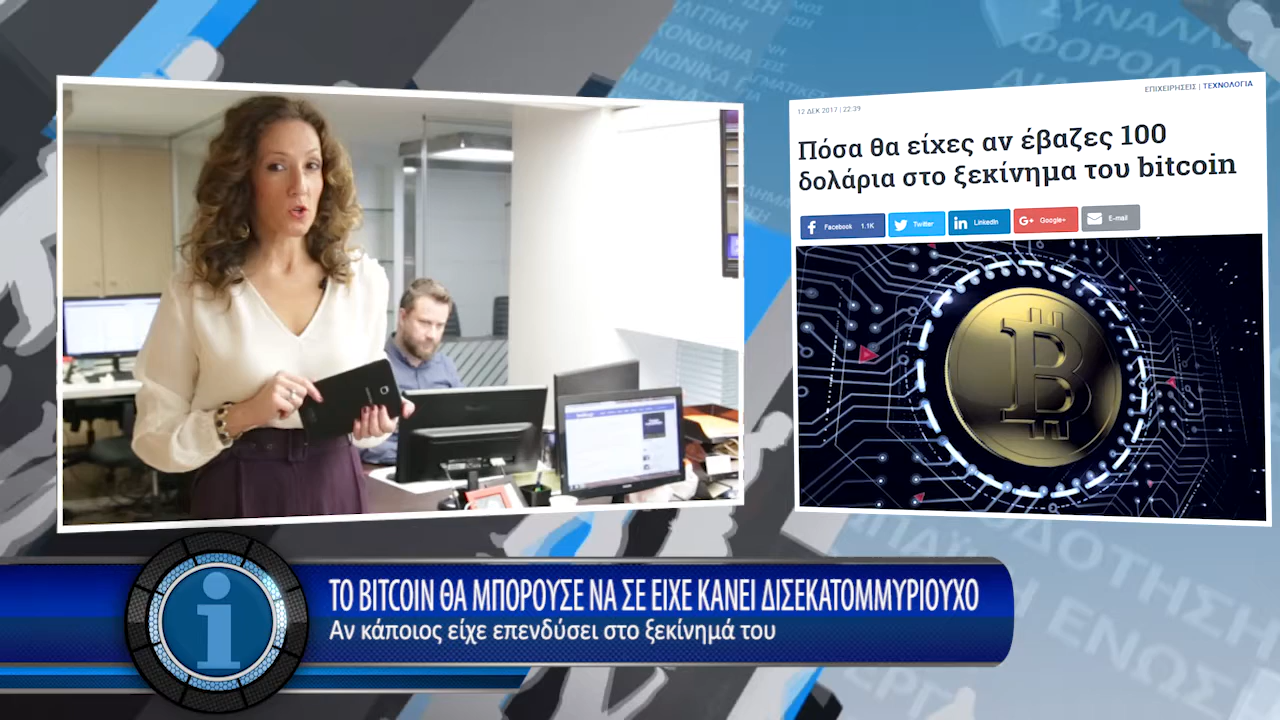 ΕΠΙΧΕΙΡΗΣΕΙΣ | ΤΕΧΝΟΛΟΓΙΑ
12 ΔΕΚ 2017 | 22:39
Πόσα θα είχες αν έβαζες 100
δολάρια στο ξεκίνημα του bitcoin
Facebook 1.1K
Twitter
LinkedIn
G+ Google+
E-mail
ΤΟ BITCOIN ΘΑ ΜΠΟΡΟΥΣΕ ΝΑ ΣΕ ΕΙΧΕ ΚΑΝΕΙ ΔΙΣΕΚΑΤΟΜΜΥΡΙΟΥΧΟ
Αν κάποιος είχε επενδύσει στο ξεκίνημά του